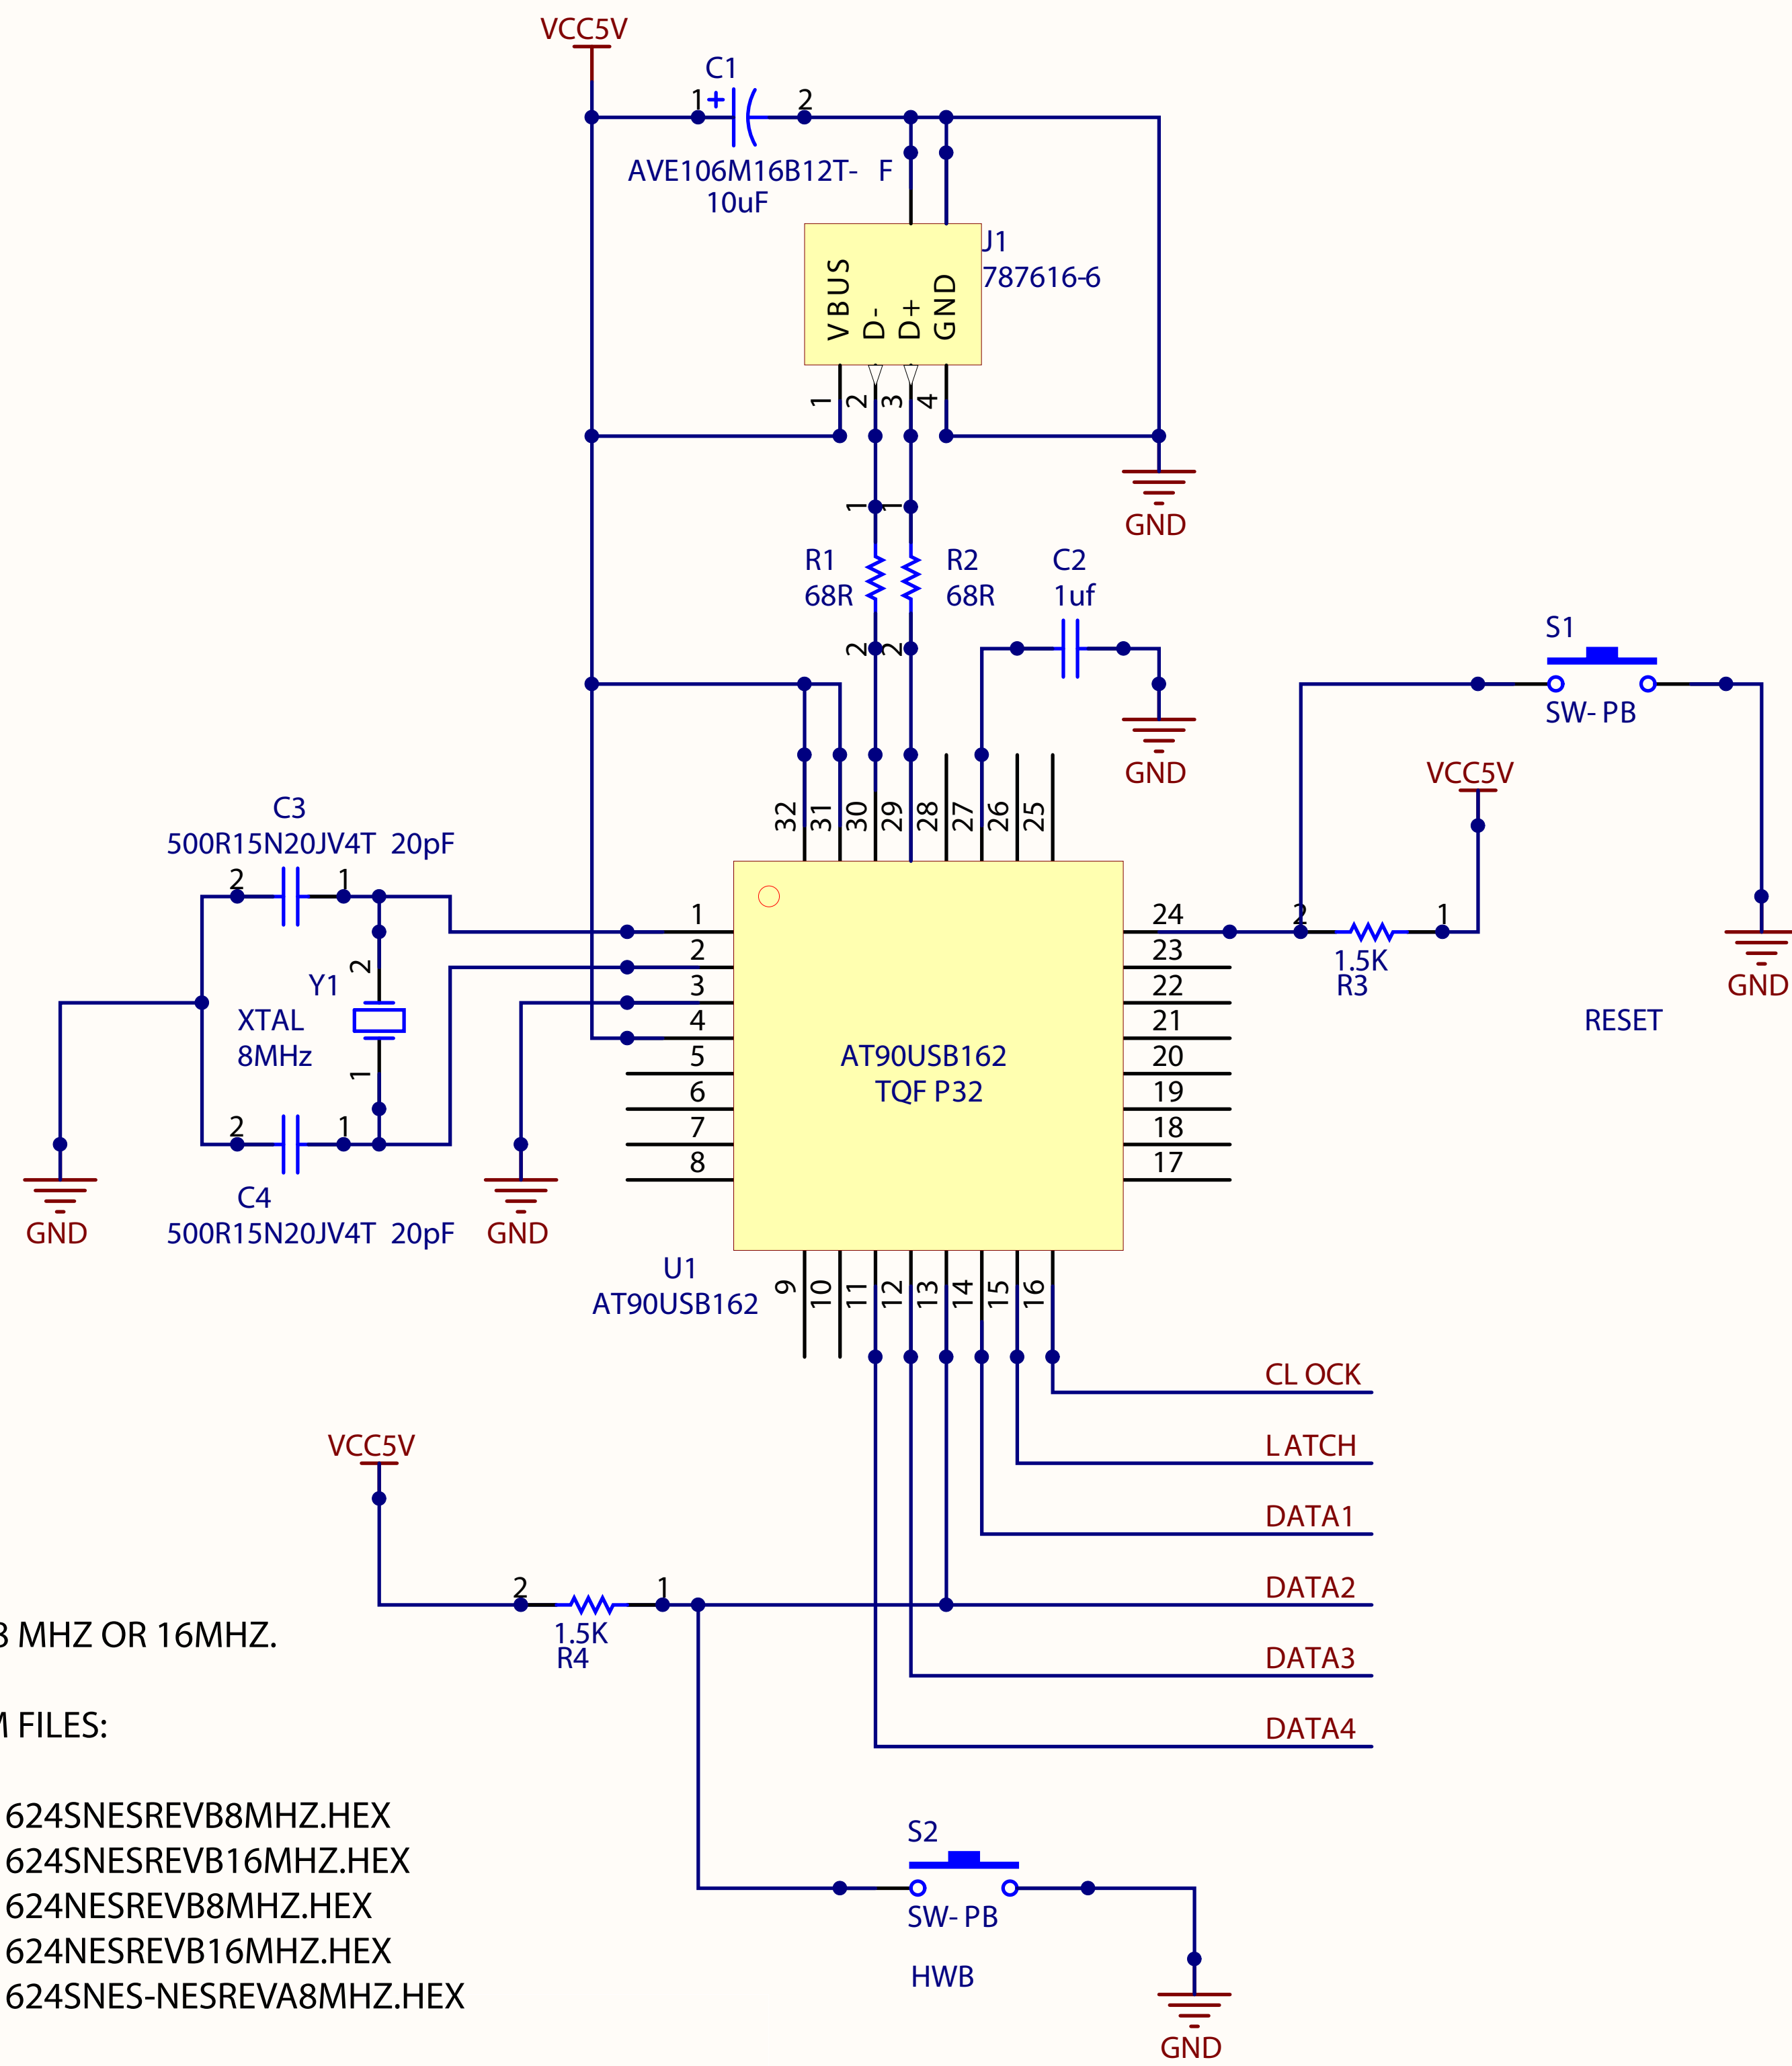 VCC5V
C1
1 + 2
AVE106M16B12T- F
10uF
J1
787616-6
VBUS
D-
D+
GND
1
2
3
4
GND
1
1
R1
68R
R2
68R
2
2
C2
1uf
GND
S1
SW- PB
VCC5V
32
31
30
29
28
27
26
25
C3
500R15N20JV4T 20pF
2
1
1
2
3
4
5
6
7
8
24
23
22
21
20
19
18
17
2
1
1.5K
R3
GND
RESET
2
Y1
XTAL
8MHz
1
AT90USB162
TQF P32
2
1
C4
500R15N20JV4T 20pF
GND
GND
U1
AT90USB162
9
10
11
12
13
14
15
16
CL OCK
L ATCH
DATA1
DATA2
DATA3
DATA4
VCC5V
2
1
1.5K
R4
MHZ OR 16MHZ.
FILES:
624SNESREVB8MHZ.HEX
624SNESREVB16MHZ.HEX
624NESREVB8MHZ.HEX
624NESREVB16MHZ.HEX
624SNES-NESREVA8MHZ.HEX
S2
SW- PB
HWB
GND